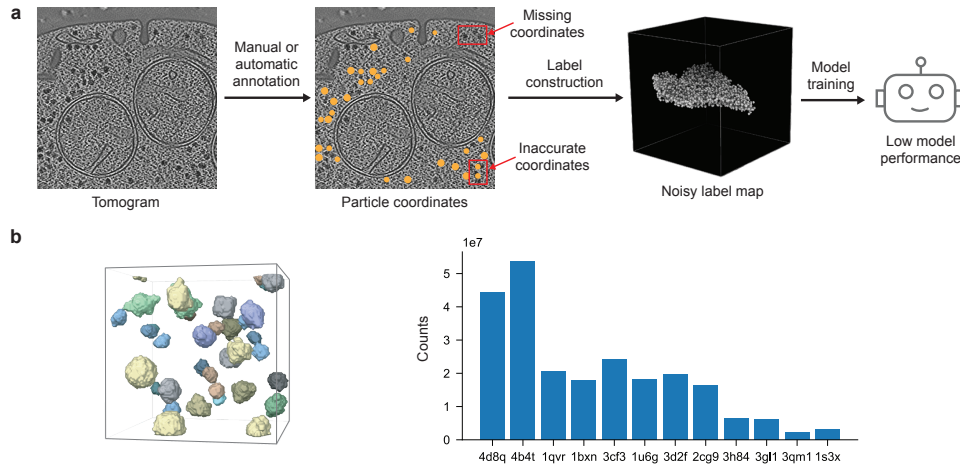 a
Manual or
automatic
annotation
Missing
coordinates
Inaccurate
coordinates
Label
construction
Model
training
Low model
performance
Tomogram
Particle coordinates
Noisy label map
b
1e7
5
4
3
2
1
0
Counts
4d8q 4b4t 1qvr 1bxn 3cf3 1u6g 3d2f 2cg9 3h84 3gl1 3qm1 1s3x